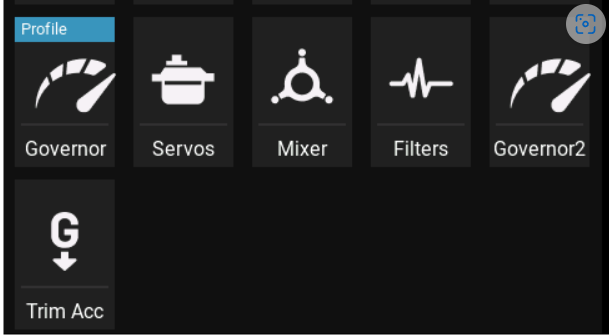 Profile
Governor
Servos
Mixer
Filters
Governor2
G
Trim Acc